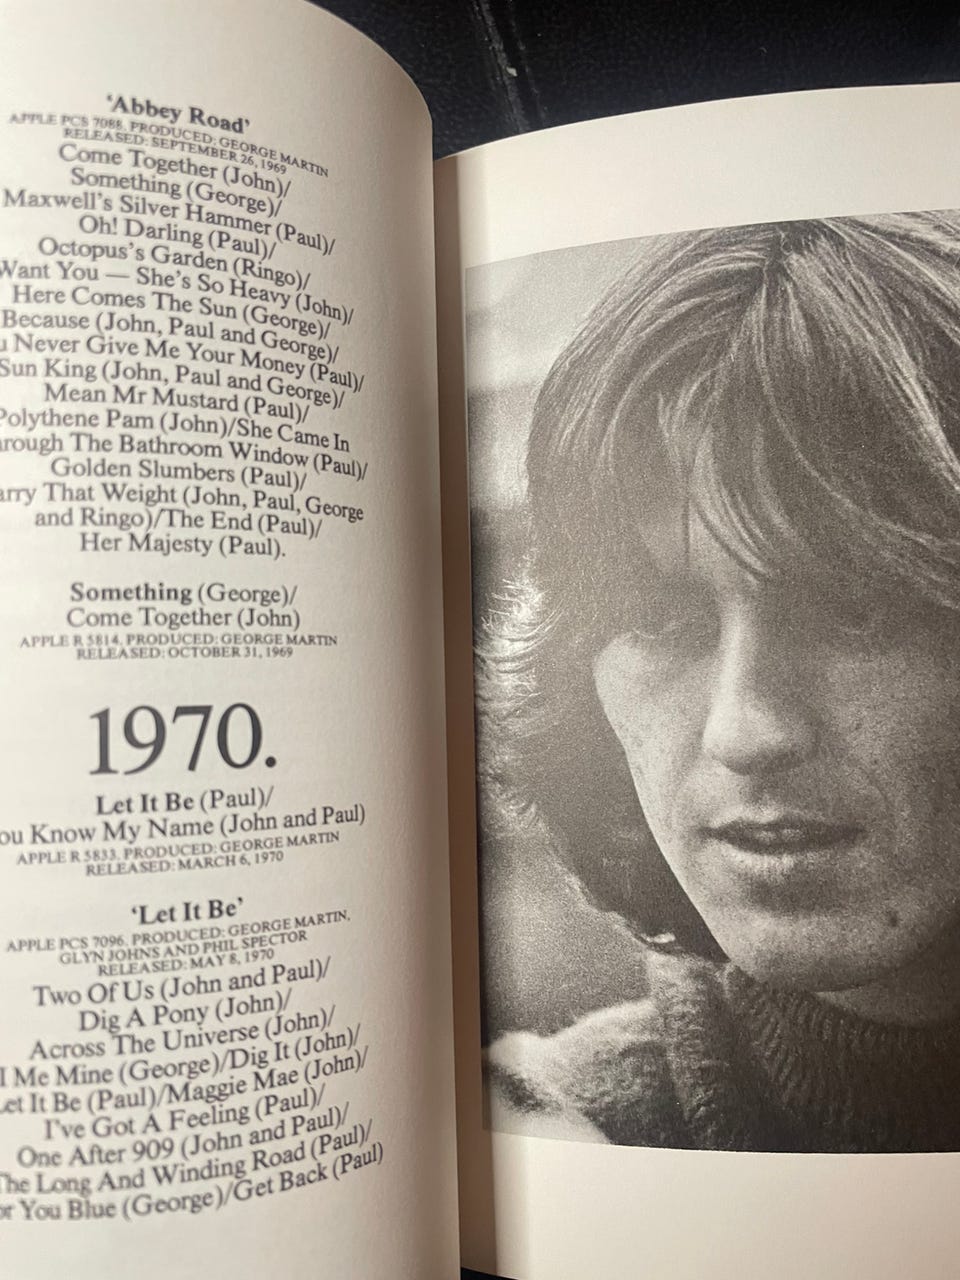 'Abbey Road'
APPLE PCS 7088. PRODUCED: GEORGE MARTIN
RELEASED: SEPTEMBER 26, 1969
Come Together (John)/
Something (George)/
Maxwell's Silver Hammer (Paul)/
Oh! Darling (Paul)/
Octopus's Garden (Ringo)/
Want You — She's So Heavy (John)/
Here Comes The Sun (George)/
Because (John, Paul and George)/
u Never Give Me Your Money (Paul)/
Sun King (John, Paul and George)/
Mean Mr Mustard (Paul)/
Polythene Pam (John)/She Came In
rough The Bathroom Window (Paul)/
Golden Slumbers (Paul)/
arry That Weight (John, Paul, George
and Ringo)/The End (Paul)/
Her Majesty (Paul).
Something (George)/
Come Together (John)
APPLE R 5814. PRODUCED: GEORGE MARTIN
RELEASED: OCTOBER 31, 1969
1970.
Let It Be (Paul)/
ou Know My Name (John and Paul)
APPLE R 5833. PRODUCED: GEORGE MARTIN
RELEASED: MARCH 6, 1970
'Let It Be'
APPLE PCS 7096. PRODUCED: GEORGE MARTIN,
GLYN JOHNS AND PHIL SPECTOR
RELEASED: MAY 8, 1970
Two Of Us (John and Paul)/
Dig A Pony (John)/
Across The Universe (John)/
I Me Mine (George)/Dig It (John)/
Let It Be (Paul)/Maggie Mae (John)/
I've Got A Feeling (Paul)/
One After 909 (John and Paul)/
The Long And Winding Road (Paul)/
or You Blue (George)/Get Back (Paul)